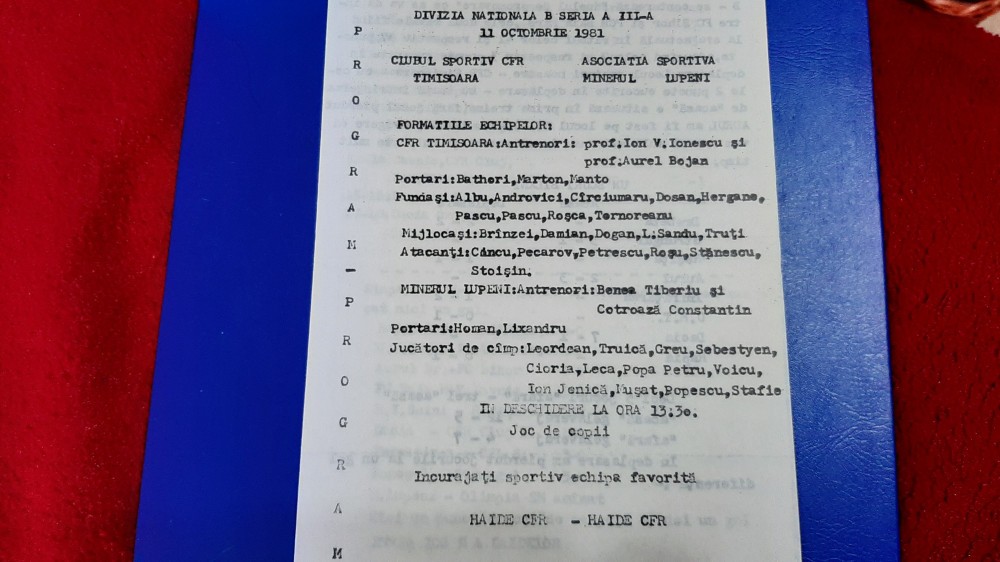 DIVIZIA NATIONALA B SERIA A III-A
11 OCTOMBRIE 1981
CLUBUL SPORTIV CFR ASOCIATIA SPORTIVA
TIMISOARA MINERUL LUPENI
FORMATIILE ECHIPELOR:
CFR TIMISOARA:Antrenori: prof.Ion V.Ionescu şi
prof.Aurel Bojan
Portari:Bathori,Marton,Manto
Fundaşi:Albu,Androvici,Cîrciumaru,Dosan,Hergane,
Pascu,Pascu,Roşca,Ternoreanu
Mijlocaşi:Brînzei,Damian,Dogan,L.Sandu,Truţi
Atacanţi:Câncu,Pecarov,Petrescu,Roşu,Stănescu,
Stoişin.
MINERUL LUPENI:Antrenori:Benea Tiberiu şi
Cotroază Constantin
Portari:Homan,Lixandru
Jucători de cîmp:Leordean,Truică,Greu,Sebestyen,
Cioria,Leca,Popa Petru,Voicu,
Ion Jenică,Muşat,Popescu,Stafie
IN DESCHIDERE LA ORA 13.30.
Joc de copii
Incurajaţi sportiv echipa favorită
HAIDE CFR - HAIDE CFR
P
R
O
G
R
A
M
-
P
R
O
G
R
A
M